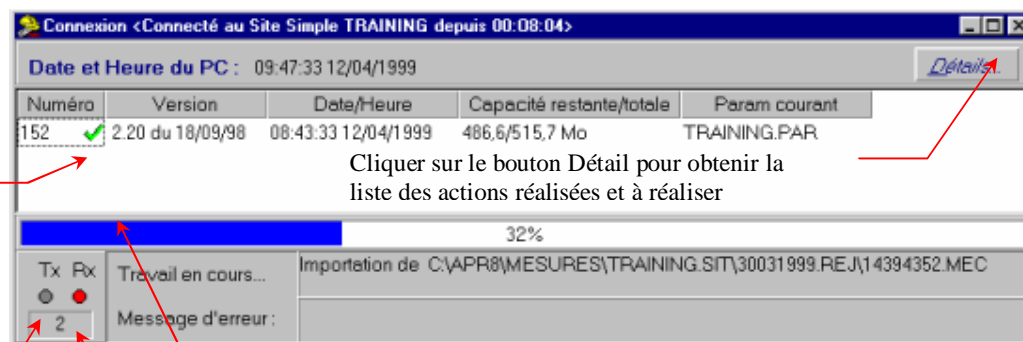 Connexion <Connecté au Site Simple TRAINING depuis 00:08:04>
Date et Heure du PC : 09:47:33 12/04/1999 Détails..
Numéro Version Date/Heure Capacité restante/totale Param courant
152 2.20 du 18/09/98 08:43:33 12/04/1999 486,6/515,7 Mo TRAINING.PAR
Cliquer sur le bouton Détail pour obtenir la
liste des actions réalisées et à réaliser
32%
Tx Rx Travail en cours... Importation de C:\APR8\MESURES\TRAINING.SIT\30031999.REJ\14394352.MEC
2 Message d'erreur :